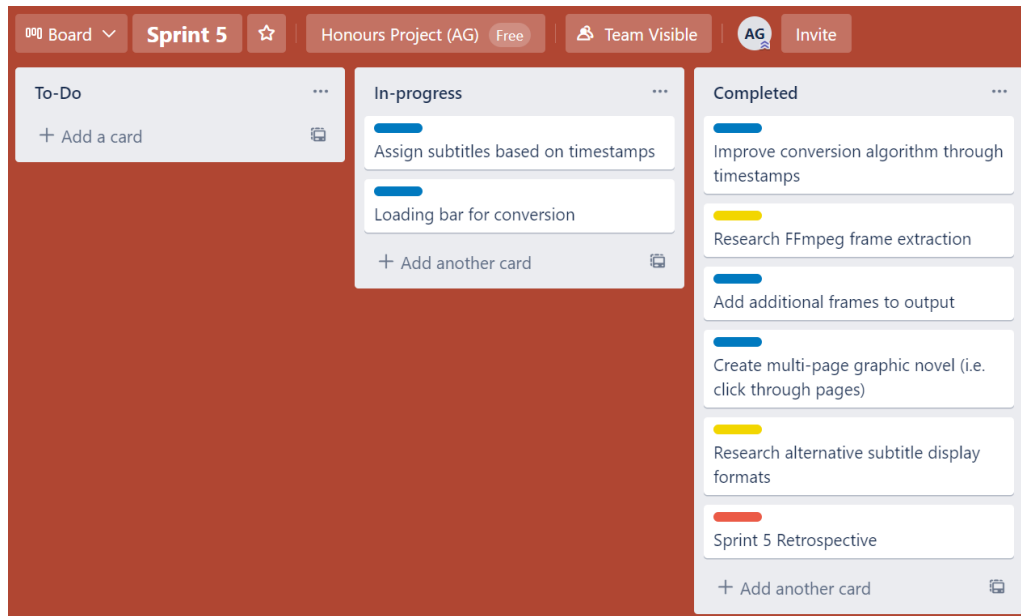 Board
Sprint 5
Honours Project (AG) Free
Team Visible
AG
Invite
To-Do
Add a card
In-progress
Assign subtitles based on timestamps
Loading bar for conversion
Add another card
Completed
Improve conversion algorithm through
timestamps
Research FFmpeg frame extraction
Add additional frames to output
Create multi-page graphic novel (i.e.
click through pages)
Research alternative subtitle display
formats
Sprint 5 Retrospective
Add another card